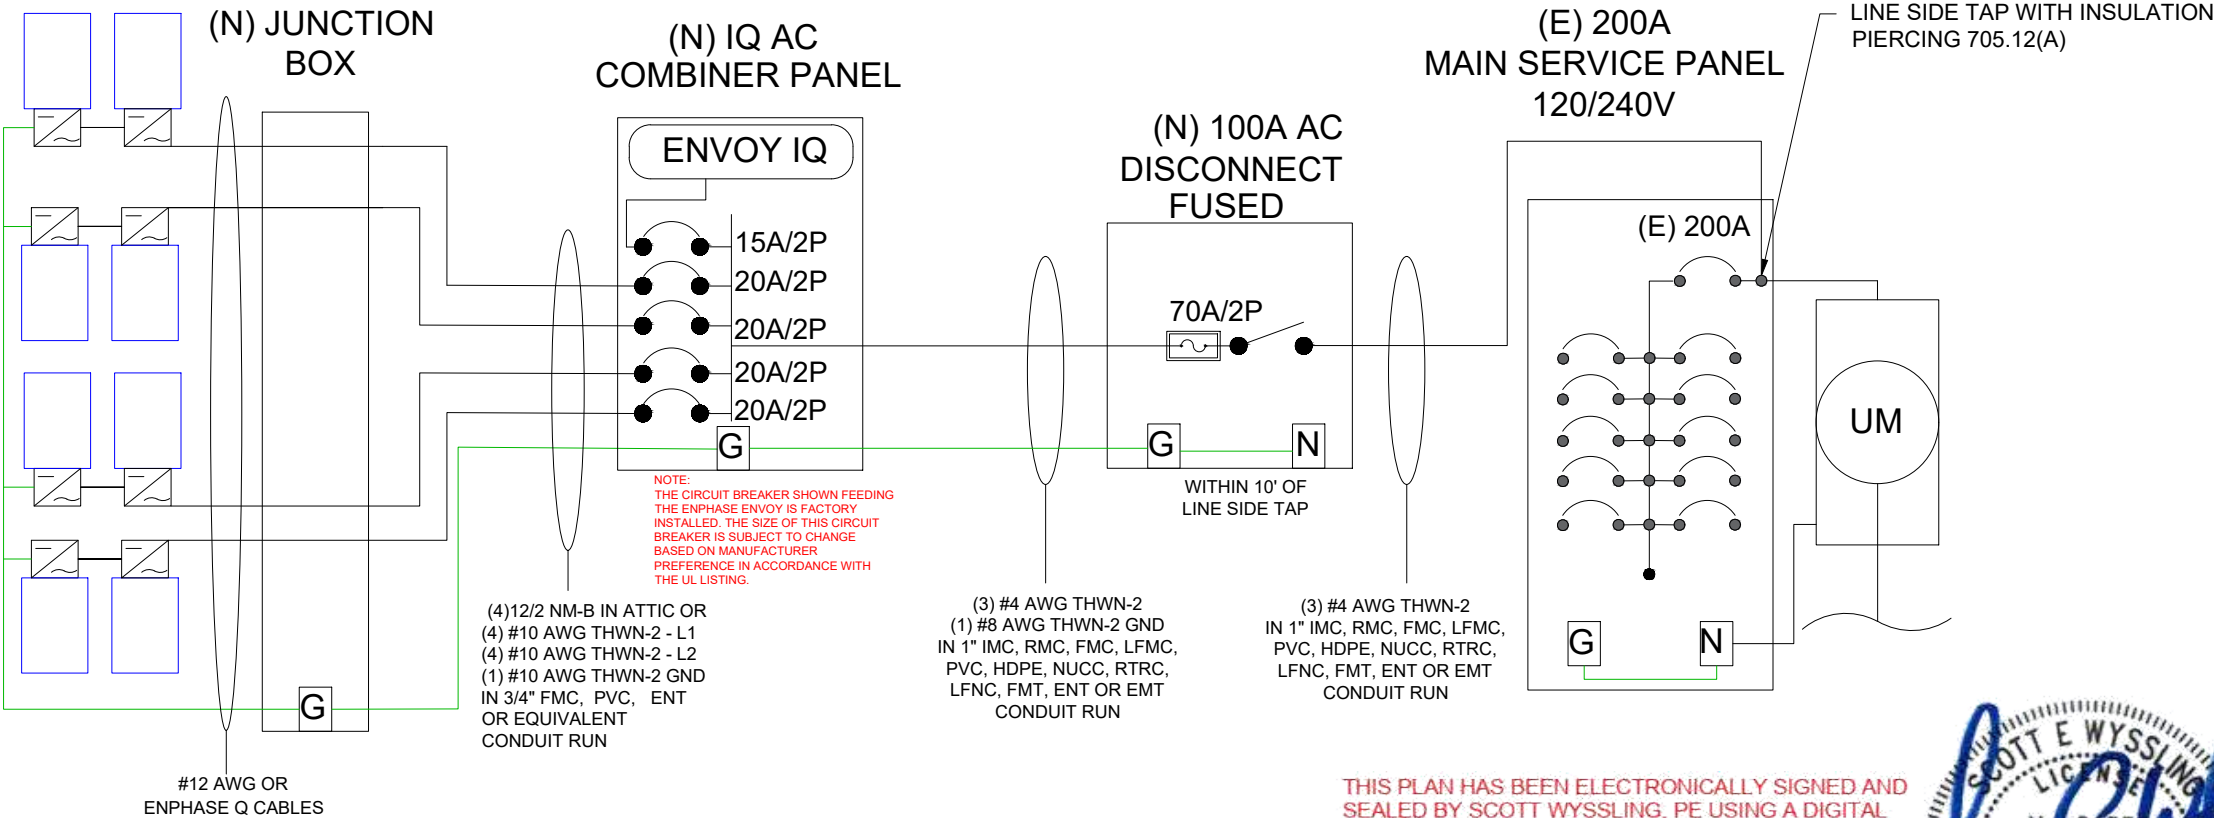 (N) JUNCTION
BOX
(N) IQ AC
COMBINER PANEL
ENVOY IQ
15A/2P
20A/2P
20A/2P
20A/2P
20A/2P
G
NOTE:
THE CIRCUIT BREAKER SHOWN FEEDING
THE ENPHASE ENVOY IS FACTORY
INSTALLED. THE SIZE OF THIS CIRCUIT
BREAKER IS SUBJECT TO CHANGE
BASED ON MANUFACTURER
PREFERENCE IN ACCORDANCE WITH
THE UL LISTING.
(N) 100A AC
DISCONNECT
FUSED
70A/2P
G
N
WITHIN 10' OF
LINE SIDE TAP
(E) 200A
MAIN SERVICE PANEL
120/240V
LINE SIDE TAP WITH INSULATION
PIERCING 705.12(A)
(E) 200A
UM
G
N
G
#12 AWG OR
ENPHASE Q CABLES
(4)12/2 NM-B IN ATTIC OR
(4) #10 AWG THWN-2 - L1
(4) #10 AWG THWN-2 - L2
(1) #10 AWG THWN-2 GND
IN 3/4" FMC, PVC, ENT
OR EQUIVALENT
CONDUIT RUN
(3) #4 AWG THWN-2
(1) #8 AWG THWN-2 GND
IN 1" IMC, RMC, FMC, LFMC,
PVC, HDPE, NUCC, RTRC,
LFNC, FMT, ENT OR EMT
CONDUIT RUN
(3) #4 AWG THWN-2
IN 1" IMC, RMC, FMC, LFMC,
PVC, HDPE, NUCC, RTRC,
LFNC, FMT, ENT OR EMT
CONDUIT RUN
THIS PLAN HAS BEEN ELECTRONICALLY SIGNED AND
SEALED BY SCOTT WYSSLING, PE USING A DIGITAL
SCOTT E WYSSLING
LICENSE